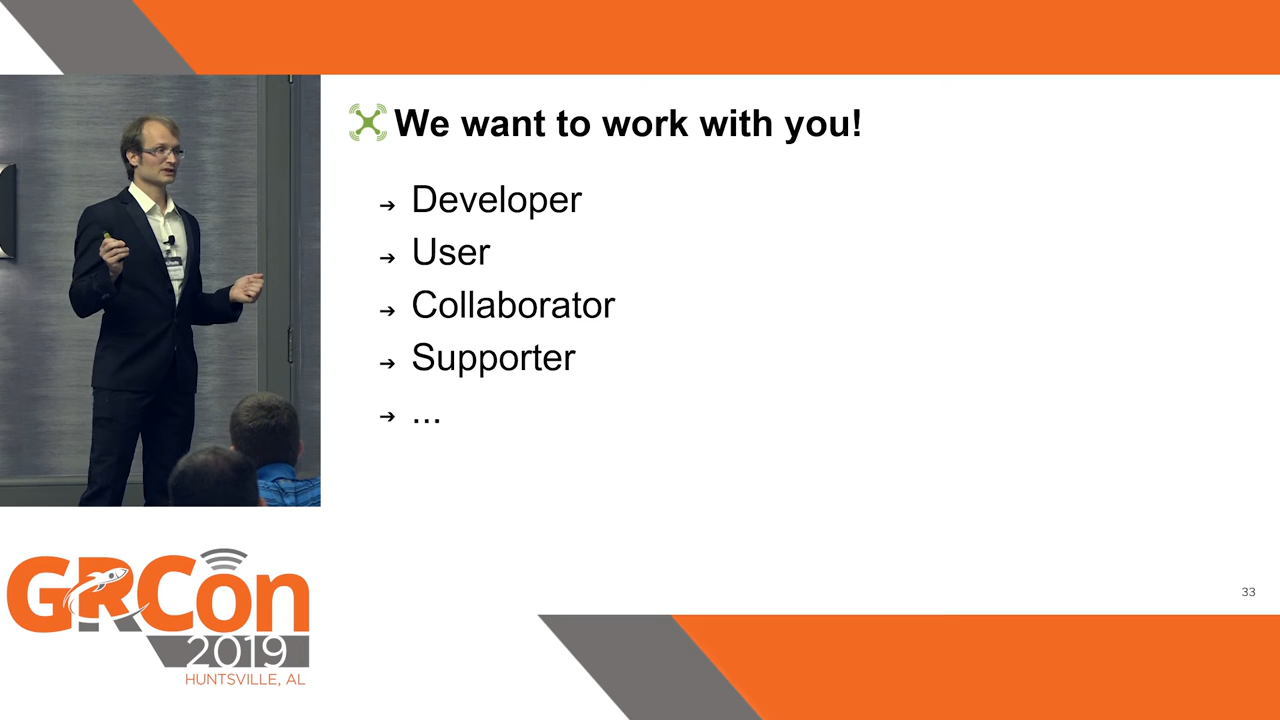 We want to work with you!
➔ Developer
➔ User
➔ Collaborator
➔ Supporter
➔ ...
33
GRCon
2019
HUNTSVILLE, AL